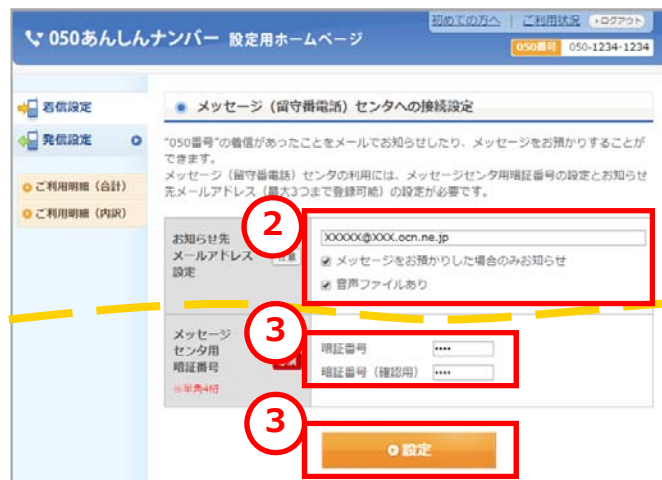 初めての方へ | ご利用状況 ログアウト
050あんしんナンバー 設定用ホームページ
050番号 050-1234-1234
着信設定
発信設定
ご利用明細（合計）
ご利用明細（内訳）
メッセージ（留守番電話）センタへの接続設定
"050番号"の着信があったことをメールでお知らせしたり、メッセージをお預かりすることが
できます。
メッセージ（留守番電話）センタの利用には、メッセージセンタ用暗証番号の設定とお知らせ
先メールアドレス（最大3つまで登録可能）の設定が必要です。
2
お知らせ先
メールアドレス
設定
XXXXX@XXX.ocn.ne.jp
メッセージをお預かりした場合のみお知らせ
音声ファイルあり
3
メッセージ
センタ用
暗証番号
※半角4桁
暗証番号 ****
暗証番号（確認用） ****
3
設定